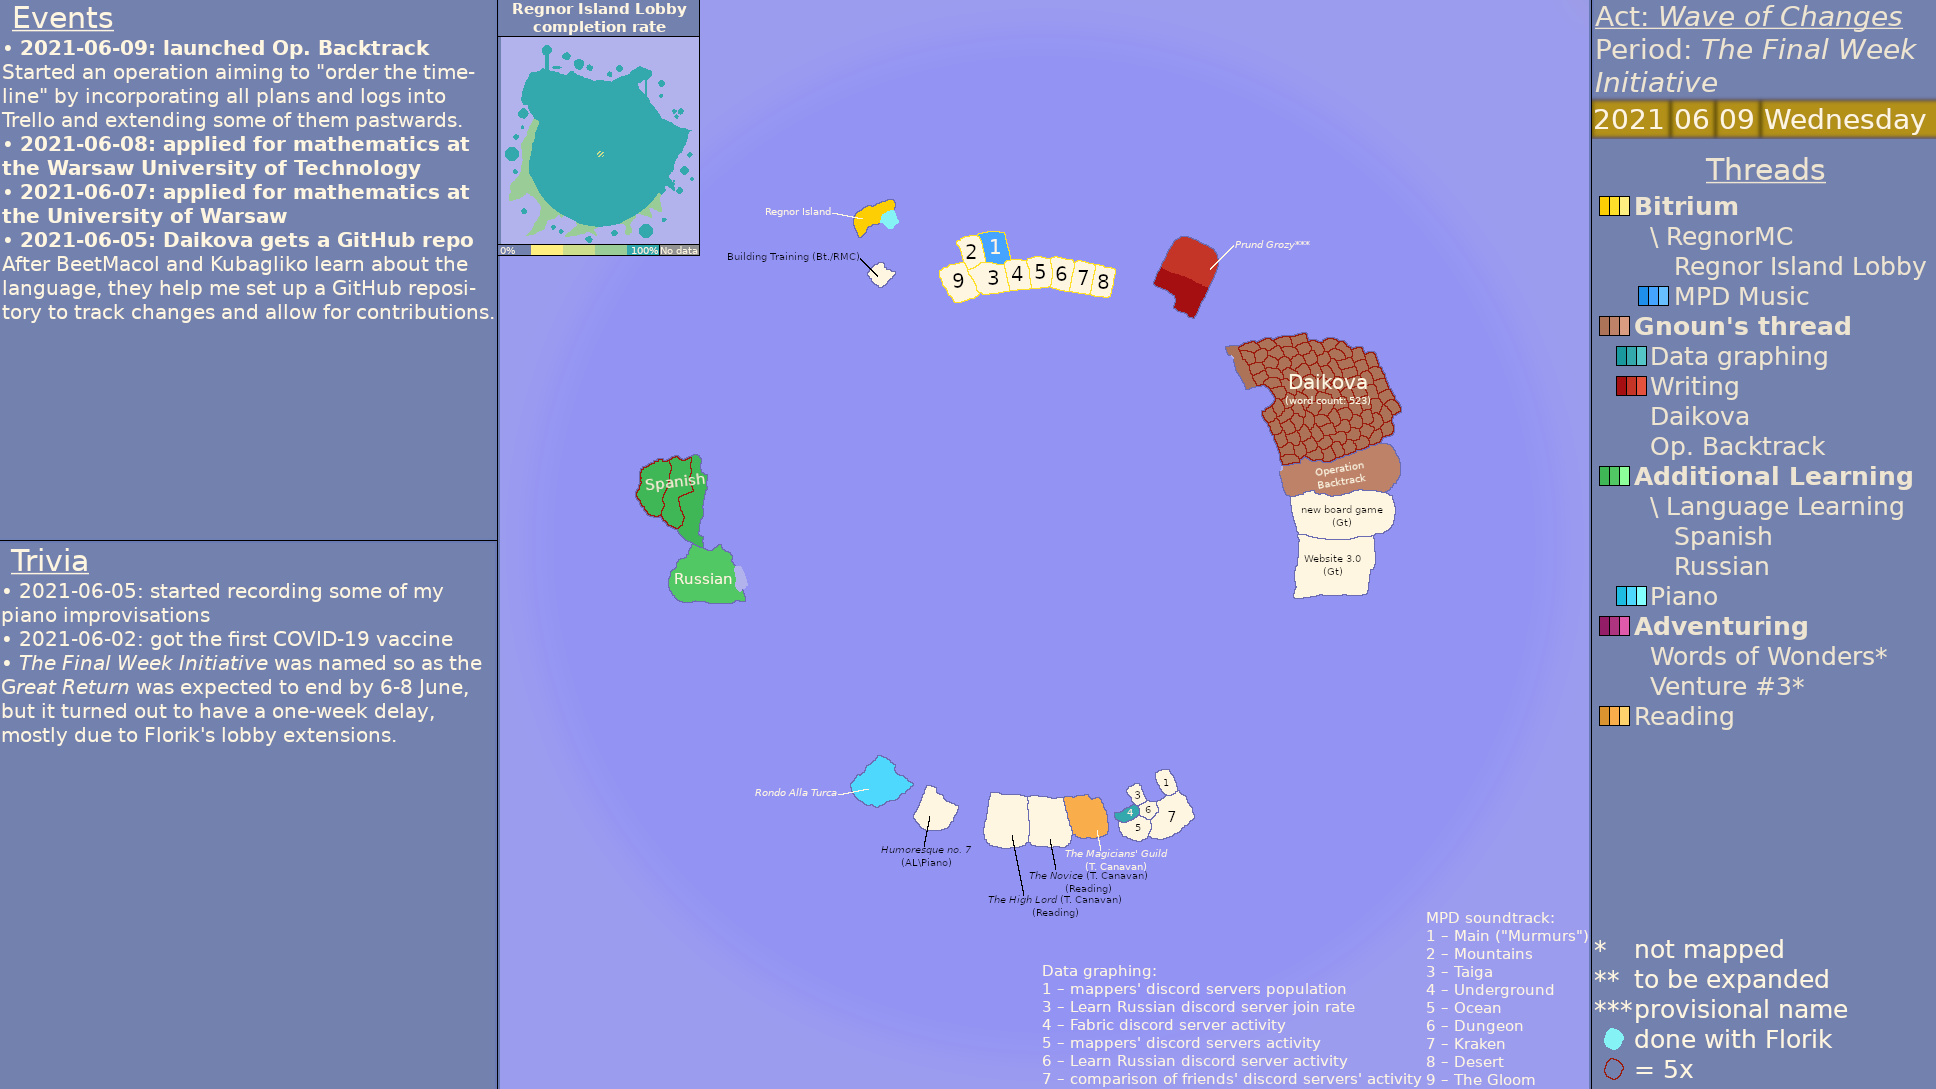 Events
• 2021-06-09: launched Op. Backtrack
Started an operation aiming to "order the time-
line" by incorporating all plans and logs into
Trello and extending some of them pastwards.
• 2021-06-08: applied for mathematics at
the Warsaw University of Technology
• 2021-06-07: applied for mathematics at
the University of Warsaw
• 2021-06-05: Daikova gets a GitHub repo
After BeetMacol and Kubagliko learn about the
language, they help me set up a GitHub reposi-
tory to track changes and allow for contributions.
Trivia
• 2021-06-05: started recording some of my
piano improvisations
• 2021-06-02: got the first COVID-19 vaccine
• The Final Week Initiative was named so as the
Great Return was expected to end by 6-8 June,
but it turned out to have a one-week delay,
mostly due to Florik's lobby extensions.
Regnor Island Lobby
completion rate
0%
100%
No data
Regnor Island
Building Training (Bt./RMC)
2
1
9
3
4
5
6
7
8
Prund Grozy***
Daikova
(word count: 523)
Operation
Backtrack
new board game
(Gt)
Website 3.0
(Gt)
Spanish
Russian
Rondo Alla Turca
Humoresque no. 7
(AL\Piano)
The Magicians' Guild
(T. Canavan)
The Novice (T. Canavan)
(Reading)
The High Lord (T. Canavan)
(Reading)
1
3
4
6
5
7
Data graphing:
1 – mappers' discord servers population
3 – Learn Russian discord server join rate
4 – Fabric discord server activity
5 – mappers' discord servers activity
6 – Learn Russian discord server activity
7 – comparison of friends' discord servers' activity
MPD soundtrack:
1 – Main ("Murmurs")
2 – Mountains
3 – Taiga
4 – Underground
5 – Ocean
6 – Dungeon
7 – Kraken
8 – Desert
9 – The Gloom
Act: Wave of Changes
Period: The Final Week
Initiative
2021 06 09 Wednesday
Threads
Bitrium
\ RegnorMC
Regnor Island Lobby
MPD Music
Gnoun's thread
Data graphing
Writing
Daikova
Op. Backtrack
Additional Learning
\ Language Learning
Spanish
Russian
Piano
Adventuring
Words of Wonders*
Venture #3*
Reading
* not mapped
** to be expanded
*** provisional name
done with Florik
= 5x